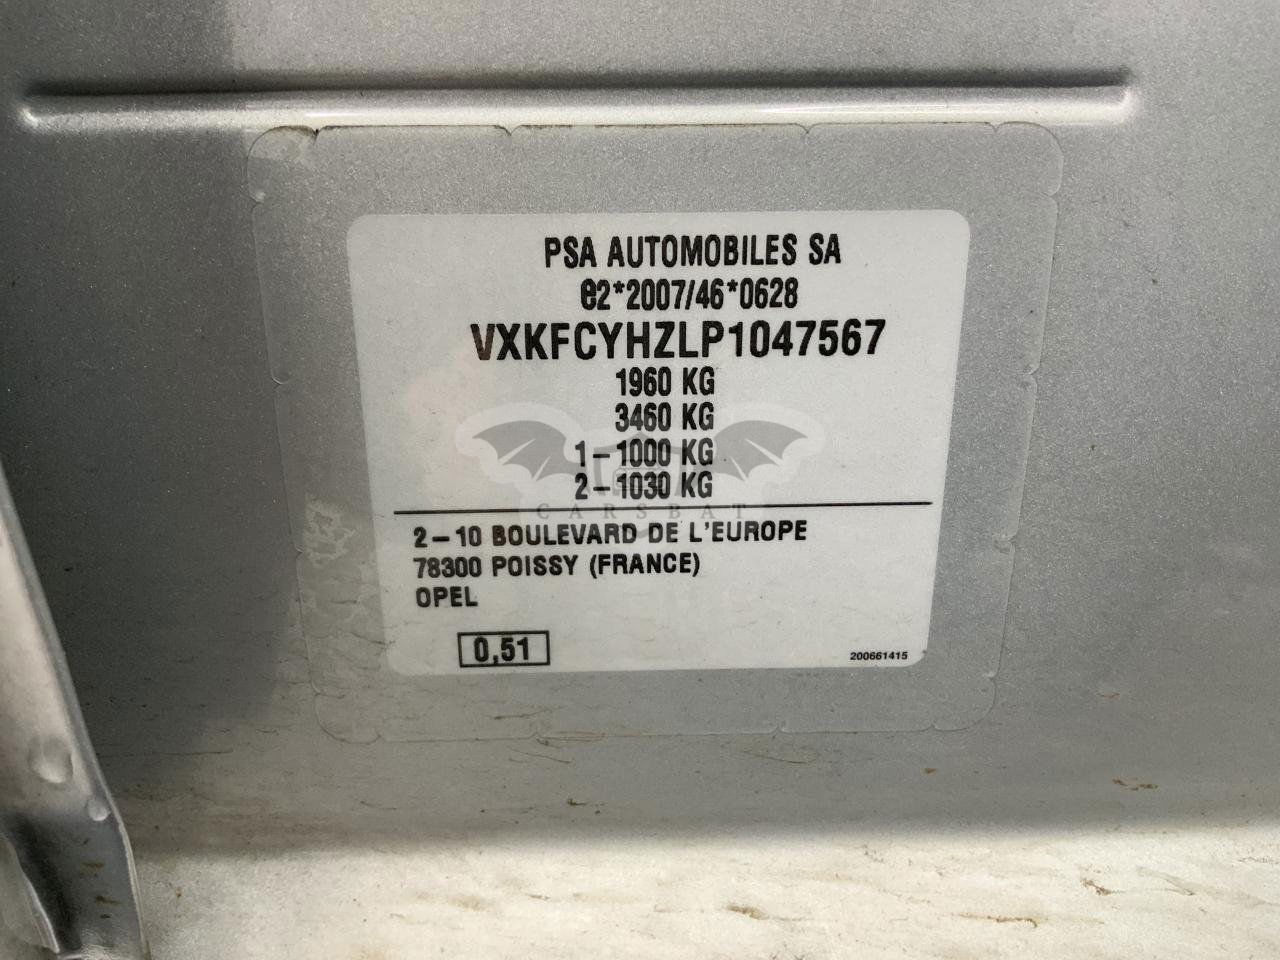 PSA AUTOMOBILES SA
e2*2007/46*0628
VXKFCYHZLP1047567
1960 KG
3460 KG
1-1000 KG
2-1030 KG
CARSBAT
2-10 BOULEVARD DE L'EUROPE
78300 POISSY (FRANCE)
OPEL
0,51
200661415